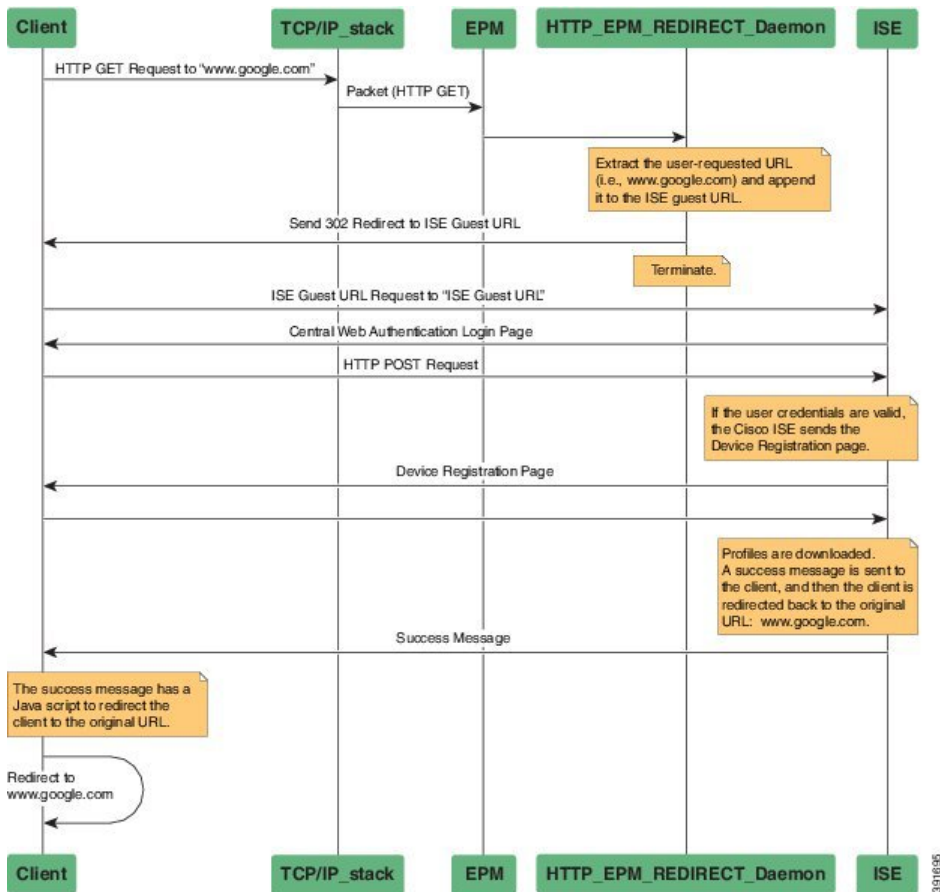 Client TCP/IP_stack EPM HTTP_EPM_REDIRECT_Daemon ISE
HTTP GET Request to “www.google.com”
Packet (HTTP GET)
Extract the user-requested URL
(i.e., www.google.com) and append
it to the ISE guest URL.
Send 302 Redirect to ISE Guest URL
Terminate.
ISE Guest URL Request to “ISE Guest URL”
Central Web Authentication Login Page
HTTP POST Request
If the user credentials are valid,
the Cisco ISE sends the
Device Registration page.
Device Registration Page
Profiles are downloaded.
A success message is sent to
the client, and then the client is
redirected back to the original
URL: www.google.com.
Success Message
The success message has a
Java script to redirect the
client to the original URL.
Redirect to
www.google.com
Client TCP/IP_stack EPM HTTP_EPM_REDIRECT_Daemon ISE